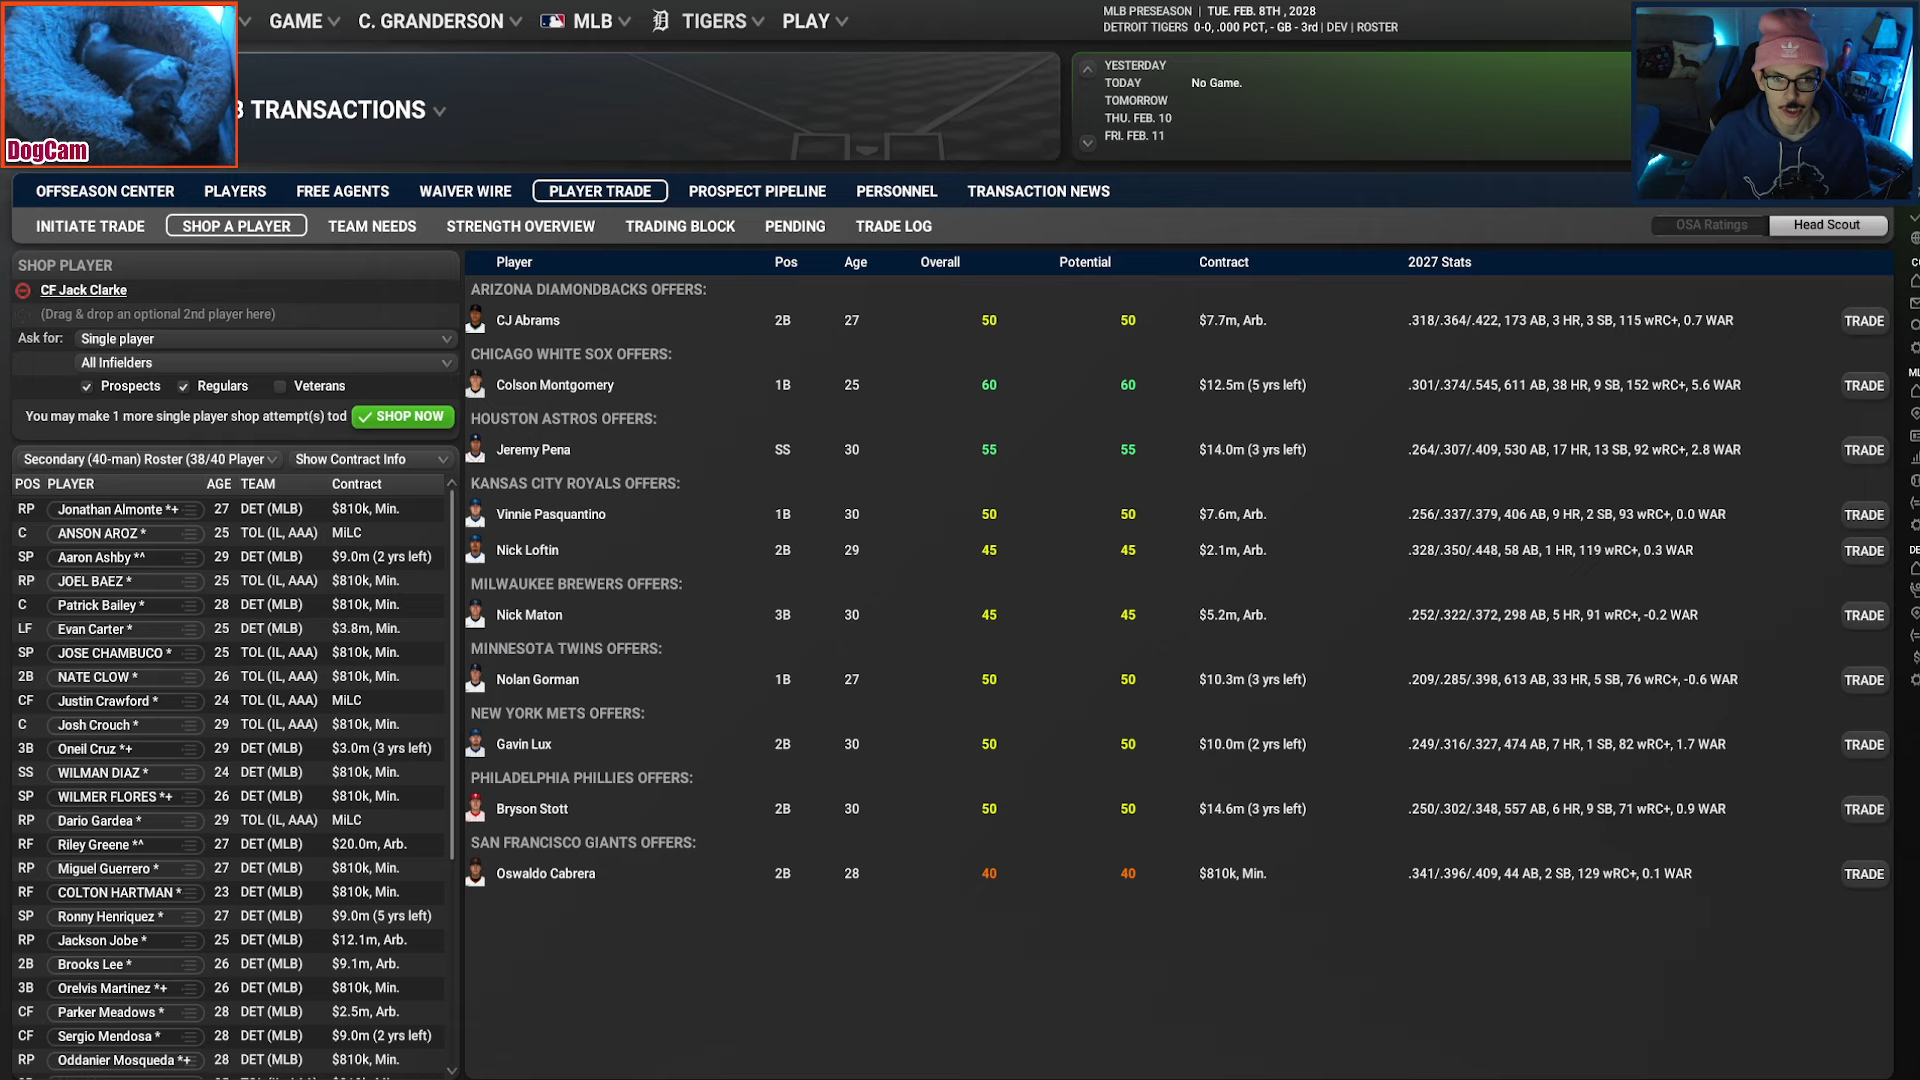 GAME
C. GRANDERSON
MLB
TIGERS
PLAY
MLB PRESEASON | TUE. FEB. 8TH , 2028
DETROIT TIGERS 0-0, .000 PCT, - GB - 3rd | DEV | ROSTER
DogCam
TRANSACTIONS
YESTERDAY
TODAY No Game.
TOMORROW
THU. FEB. 10
FRI. FEB. 11
OFFSEASON CENTER PLAYERS FREE AGENTS WAIVER WIRE PLAYER TRADE PROSPECT PIPELINE PERSONNEL TRANSACTION NEWS
INITIATE TRADE SHOP A PLAYER TEAM NEEDS STRENGTH OVERVIEW TRADING BLOCK PENDING TRADE LOG
OSA Ratings Head Scout
SHOP PLAYER
CF Jack Clarke
(Drag & drop an optional 2nd player here)
Ask for: Single player
All Infielders
Prospects Regulars Veterans
You may make 1 more single player shop attempt(s) tod SHOP NOW
Secondary (40-man) Roster (38/40 Player Show Contract Info
POS PLAYER AGE TEAM Contract
RP Jonathan Almonte *+ 27 DET (MLB) $810k, Min.
C ANSON AROZ * 25 TOL (IL, AAA) MiLC
SP Aaron Ashby *^ 29 DET (MLB) $9.0m (2 yrs left)
RP JOEL BAEZ * 25 TOL (IL, AAA) $810k, Min.
C Patrick Bailey * 28 DET (MLB) $810k, Min.
LF Evan Carter * 25 DET (MLB) $3.8m, Min.
SP JOSE CHAMBUCO * 25 TOL (IL, AAA) $810k, Min.
2B NATE CLOW * 26 TOL (IL, AAA) $810k, Min.
CF Justin Crawford * 24 TOL (IL, AAA) MiLC
C Josh Crouch * 29 TOL (IL, AAA) $810k, Min.
3B Oneil Cruz *+ 29 DET (MLB) $3.0m (3 yrs left)
SS WILMAN DIAZ * 24 DET (MLB) $810k, Min.
SP WILMER FLORES *+ 26 DET (MLB) $810k, Min.
RP Dario Gardea * 29 TOL (IL, AAA) MiLC
RF Riley Greene *^ 27 DET (MLB) $20.0m, Arb.
RP Miguel Guerrero * 27 DET (MLB) $810k, Min.
RF COLTON HARTMAN * 23 DET (MLB) $810k, Min.
SP Ronny Henriquez * 27 DET (MLB) $9.0m (5 yrs left)
RP Jackson Jobe * 25 DET (MLB) $12.1m, Arb.
2B Brooks Lee * 26 DET (MLB) $9.1m, Arb.
3B Orelvis Martinez *+ 26 DET (MLB) $810k, Min.
CF Parker Meadows * 28 DET (MLB) $2.5m, Arb.
CF Sergio Mendosa * 28 DET (MLB) $9.0m (2 yrs left)
RP Oddanier Mosqueda *+ 28 DET (MLB) $810k, Min.
Player Pos Age Overall Potential Contract 2027 Stats
ARIZONA DIAMONDBACKS OFFERS:
CJ Abrams 2B 27 50 50 $7.7m, Arb. .318/.364/.422, 173 AB, 3 HR, 3 SB, 115 wRC+, 0.7 WAR TRADE
CHICAGO WHITE SOX OFFERS:
Colson Montgomery 1B 25 60 60 $12.5m (5 yrs left) .301/.374/.545, 611 AB, 38 HR, 9 SB, 152 wRC+, 5.6 WAR TRADE
HOUSTON ASTROS OFFERS:
Jeremy Pena SS 30 55 55 $14.0m (3 yrs left) .264/.307/.409, 530 AB, 17 HR, 13 SB, 92 wRC+, 2.8 WAR TRADE
KANSAS CITY ROYALS OFFERS:
Vinnie Pasquantino 1B 30 50 50 $7.6m, Arb. .256/.337/.379, 406 AB, 9 HR, 2 SB, 93 wRC+, 0.0 WAR TRADE
Nick Loftin 2B 29 45 45 $2.1m, Arb. .328/.350/.448, 58 AB, 1 HR, 119 wRC+, 0.3 WAR TRADE
MILWAUKEE BREWERS OFFERS:
Nick Maton 3B 30 45 45 $5.2m, Arb. .252/.322/.372, 298 AB, 5 HR, 91 wRC+, -0.2 WAR TRADE
MINNESOTA TWINS OFFERS:
Nolan Gorman 1B 27 50 50 $10.3m (3 yrs left) .209/.285/.398, 613 AB, 33 HR, 5 SB, 76 wRC+, -0.6 WAR TRADE
NEW YORK METS OFFERS:
Gavin Lux 2B 30 50 50 $10.0m (2 yrs left) .249/.316/.327, 474 AB, 7 HR, 1 SB, 82 wRC+, 1.7 WAR TRADE
PHILADELPHIA PHILLIES OFFERS:
Bryson Stott 2B 30 50 50 $14.6m (3 yrs left) .250/.302/.348, 557 AB, 6 HR, 9 SB, 71 wRC+, 0.9 WAR TRADE
SAN FRANCISCO GIANTS OFFERS:
Oswaldo Cabrera 2B 28 40 40 $810k, Min. .341/.396/.409, 44 AB, 2 SB, 129 wRC+, 0.1 WAR TRADE